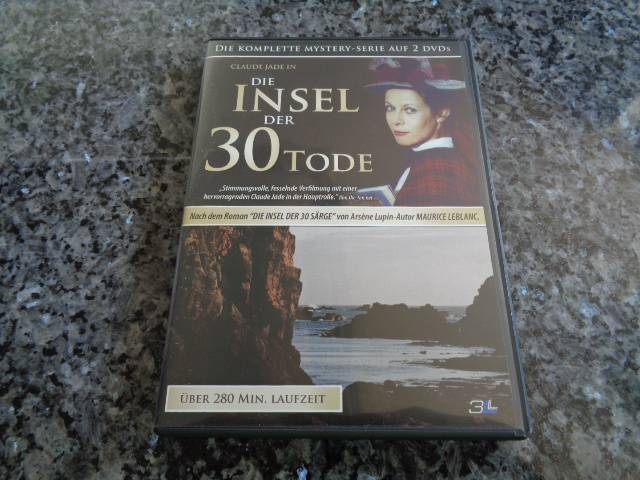 DIE KOMPLETTE MYSTERY-SERIE AUF 2 DVDS
CLAUDE JADE IN
DIE
INSEL
DER
30 TODE
„Stimmungsvolle, fesselnde Verfilmung mit einer
hervorragenden Claude Jade in der Hauptrolle."
Nach dem Roman "DIE INSEL DER 30 SÄRGE" von Arsène Lupin-Autor MAURICE LEBLANC.
ÜBER 280 MIN. LAUFZEIT
3L